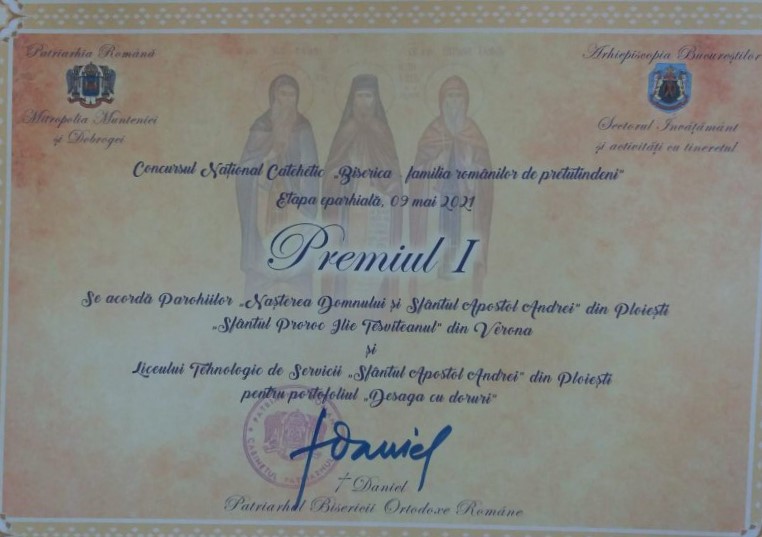 Patriarhia Română
Mitropolia Munteniei
și Dobrogei
Arhiepiscopia Bucureștilor
Sectorul Învățământ
și activități cu tineretul
Concursul Național Catehetic „Biserica - familia românilor de pretutindeni”
Etapa eparhială, 09 mai 2021
Premiul I
Se acordă Parohiilor „Nașterea Domnului și Sfântul Apostol Andrei” din Ploiești
„Sfântul Proroc Ilie Tesviteanul” din Verona
și
Liceului Tehnologic de Servicii „Sfântul Apostol Andrei” din Ploiești
pentru portofoliul „Desaga cu doruri”
†Daniel
† Daniel
Patriarhul Bisericii Ortodoxe Române